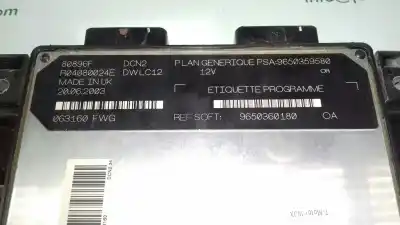 80896F DCN2 PLAN GENERIQUE PSA:9650359580
R04080024E DWLC12 12V
MADE IN UK
20.06.2003 ETIQUETTE PROGRAMME
063160 FWG REF SOFT: 9650360180 OA